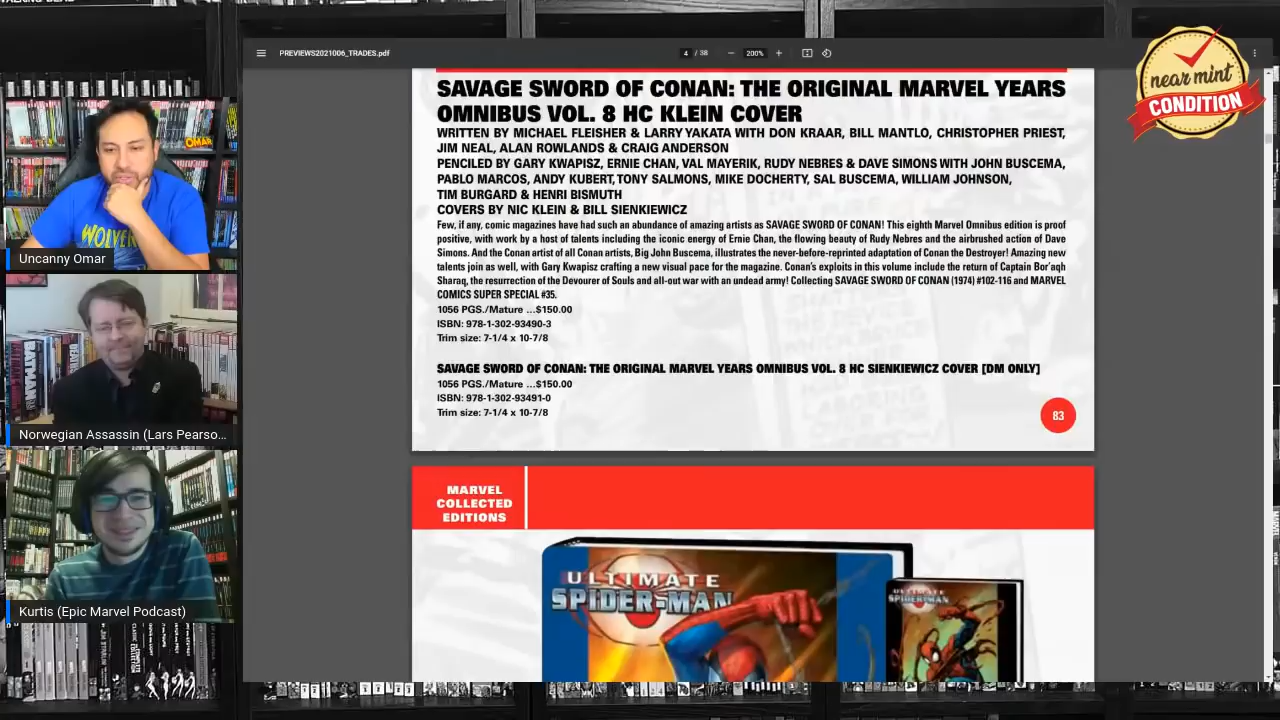 PREVIEWS2021006_TRADES.pdf
4 / 38
200%
near mint
CONDITION
SAVAGE SWORD OF CONAN: THE ORIGINAL MARVEL YEARS
OMNIBUS VOL. 8 HC KLEIN COVER
WRITTEN BY MICHAEL FLEISHER & LARRY YAKATA WITH DON KRAAR, BILL MANTLO, CHRISTOPHER PRIEST,
JIM NEAL, ALAN ROWLANDS & CRAIG ANDERSON
PENCILED BY GARY KWAPISZ, ERNIE CHAN, VAL MAYERIK, RUDY NEBRES & DAVE SIMONS WITH JOHN BUSCEMA,
PABLO MARCOS, ANDY KUBERT, TONY SALMONS, MIKE DOCHERTY, SAL BUSCEMA, WILLIAM JOHNSON,
TIM BURGARD & HENRI BISMUTH
COVERS BY NIC KLEIN & BILL SIENKIEWICZ
Few, if any, comic magazines have had such an abundance of amazing artists as SAVAGE SWORD OF CONAN! This eighth Marvel Omnibus edition is proof
positive, with work by a host of talents including the iconic energy of Ernie Chan, the flowing beauty of Rudy Nebres and the airbrushed action of Dave
Simons. And the Conan artist of all Conan artists, Big John Buscema, illustrates the never-before-reprinted adaptation of Conan the Destroyer! Amazing new
talents join as well, with Gary Kwapisz crafting a new visual pace for the magazine. Conan's exploits in this volume include the return of Captain Bor'aqh
Sharaq, the resurrection of the Devourer of Souls and all-out war with an undead army! Collecting SAVAGE SWORD OF CONAN (1974) #102-116 and MARVEL
COMICS SUPER SPECIAL #35.
1056 PGS./Mature ...$150.00
ISBN: 978-1-302-93490-3
Trim size: 7-1/4 x 10-7/8
SAVAGE SWORD OF CONAN: THE ORIGINAL MARVEL YEARS OMNIBUS VOL. 8 HC SIENKIEWICZ COVER [DM ONLY]
1056 PGS./Mature ...$150.00
ISBN: 978-1-302-93491-0
Trim size: 7-1/4 x 10-7/8
83
MARVEL
COLLECTED
EDITIONS
ULTIMATE
SPIDER-MAN
ULTIMATE
SPIDER-MAN
OMAR
WOLVER
Uncanny Omar
BATMAN
Norwegian Assassin (Lars Pearso...
Kurtis (Epic Marvel Podcast)